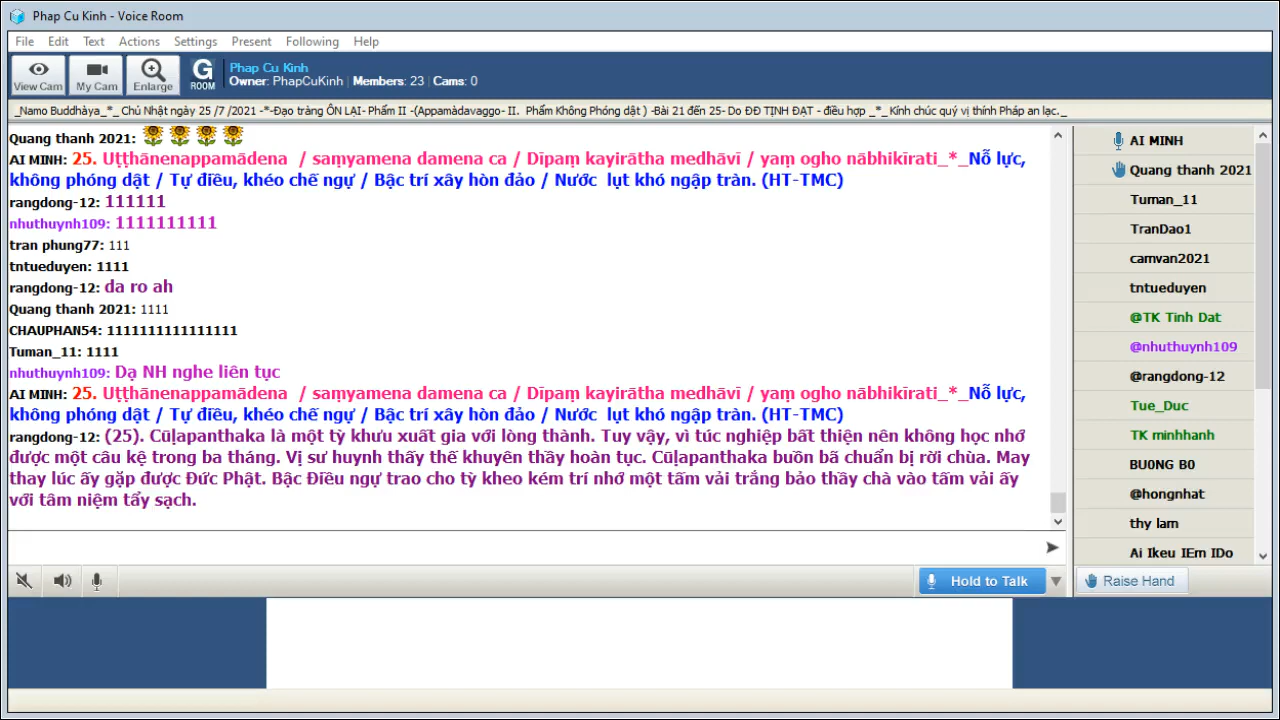 Phap Cu Kinh - Voice Room
File Edit Text Actions Settings Present Following Help
View Cam My Cam Enlarge G ROOM
Phap Cu Kinh
Owner: PhapCuKinh | Members: 23 | Cams: 0
_Namo Buddhàya_*_ Chủ Nhật ngày 25 /7 /2021 -*-Đạo tràng ÔN LẠI- Phẩm II -(Appamàdavaggo- II. Phẩm Không Phóng dật ) -Bài 21 đến 25- Do ĐĐ TỊNH ĐẠT - điều hợp _*_ Kính chúc quý vị thính Pháp an lạc._
Quang thanh 2021:
AI MINH: 25. Uṭṭhānenappamādena / saṃyamena damena ca / Dīpaṃ kayirātha medhāvī / yaṃ ogho nābhikīrati_*_Nỗ lực,
không phóng dật / Tự điều, khéo chế ngự / Bậc trí xây hòn đảo / Nước lụt khó ngập tràn. (HT-TMC)
rangdong-12: 111111
nhuthuynh109: 1111111111
tran phung77: 111
tntueduyen: 1111
rangdong-12: da ro ah
Quang thanh 2021: 1111
CHAUPHAN54: 1111111111111111
Tuman_11: 1111
nhuthuynh109: Dạ NH nghe liên tục
AI MINH: 25. Uṭṭhānenappamādena / saṃyamena damena ca / Dīpaṃ kayirātha medhāvī / yaṃ ogho nābhikīrati_*_Nỗ lực,
không phóng dật / Tự điều, khéo chế ngự / Bậc trí xây hòn đảo / Nước lụt khó ngập tràn. (HT-TMC)
rangdong-12: (25). Cūḷapanthaka là một tỳ khưu xuất gia với lòng thành. Tuy vậy, vì túc nghiệp bất thiện nên không học nhớ
được một câu kệ trong ba tháng. Vị sư huynh thấy thế khuyên thầy hoàn tục. Cūḷapanthaka buồn bã chuẩn bị rời chùa. May
thay lúc ấy gặp được Đức Phật. Bậc Điều ngự trao cho tỳ kheo kém trí nhớ một tấm vải trắng bảo thầy chà vào tấm vải ấy
với tâm niệm tẩy sạch.
Hold to Talk
AI MINH
Quang thanh 2021
Tuman_11
TranDao1
camvan2021
tntueduyen
@TK Tinh Dat
@nhuthuynh109
@rangdong-12
Tue_Duc
TK minhhanh
BU0NG B0
@hongnhat
thy lam
Ai Ikeu IEm IDo
Raise Hand